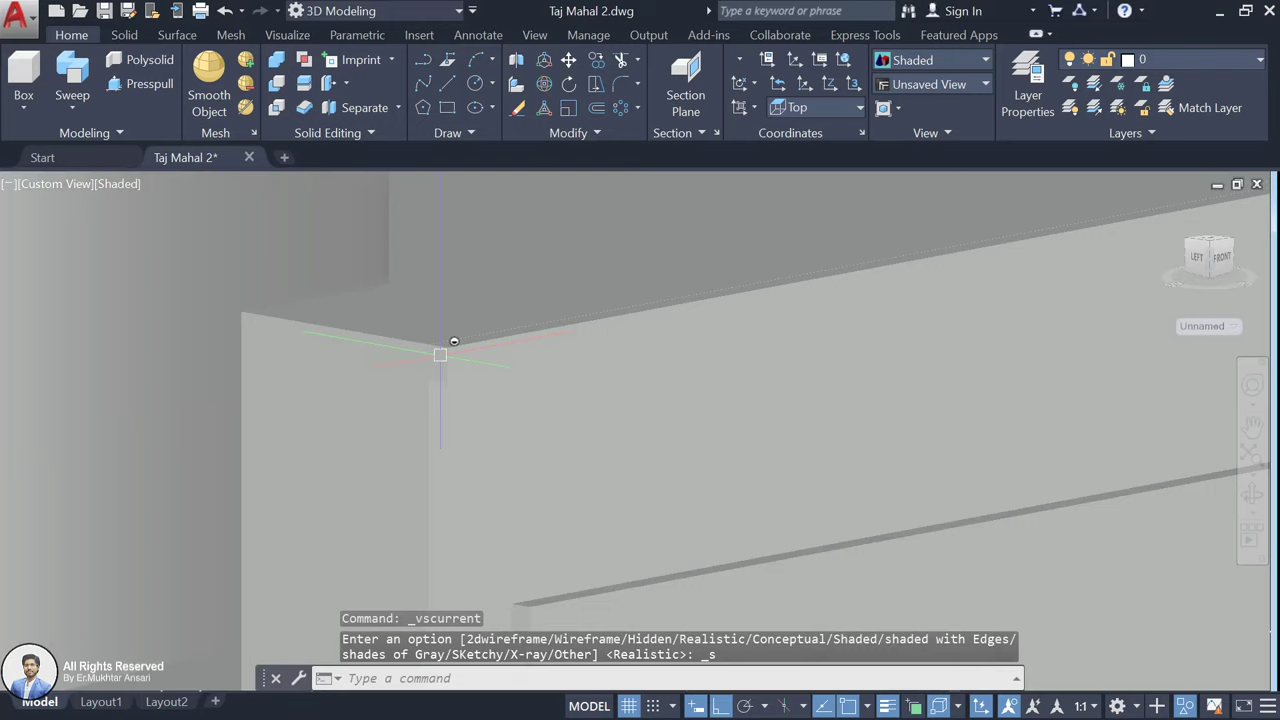 3D Modeling
Taj Mahal 2.dwg
Type a keyword or phrase
Sign In
Home Solid Surface Mesh Visualize Parametric Insert Annotate View Manage Output Add-ins Collaborate Express Tools Featured Apps
Box
Sweep
Polysolid
Presspull
Modeling
Smooth
Object
Mesh
Imprint
Separate
Solid Editing
Draw
Modify
Section
Plane
Section
Top
Coordinates
Shaded
Unsaved View
View
Layer
Properties
0
Match Layer
Layers
Start
Taj Mahal 2*
[−][Custom View][Shaded]
LEFT FRONT
Unnamed
Command: _vscurrent
Enter an option [2dwireframe/Wireframe/Hidden/Realistic/Conceptual/Shaded/shaded with Edges/
shades of Gray/SKetchy/X-ray/Other] <Realistic>: _s
Type a command
All Rights Reserved
By Er.Mukhtar Ansari
Model Layout1 Layout2
MODEL
1:1